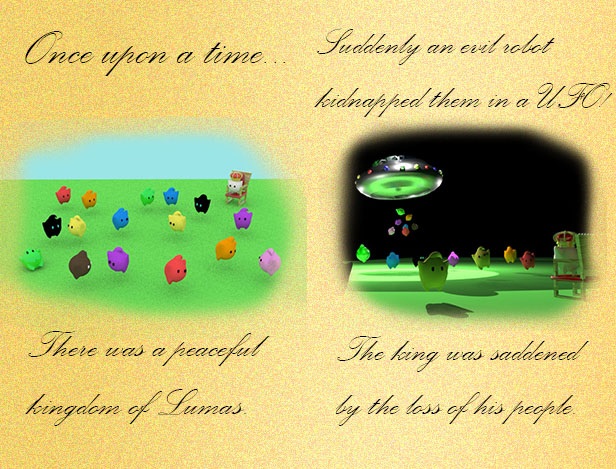 Once upon a time...
There was a peaceful
kingdom of Lumas.
Suddenly an evil robot
kidnapped them in a UFO!
The king was saddened
by the loss of his people.